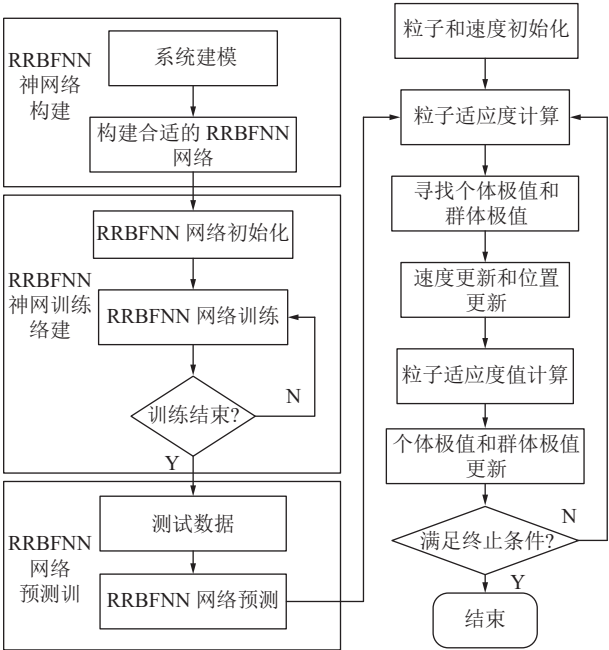 RRBFNN
神网络
构建
系统建模
构建合适的 RRBFNN
网络
RRBFNN
神网训练
络建
RRBFNN 网络初始化
RRBFNN 网络训练
训练结束?
N
Y
RRBFNN
网络
预测训
测试数据
RRBFNN 网络预测
粒子和速度初始化
粒子适应度计算
寻找个体极值和
群体极值
速度更新和位置
更新
粒子适应度值计算
个体极值和群体极值
更新
满足终止条件?
N
Y
结束